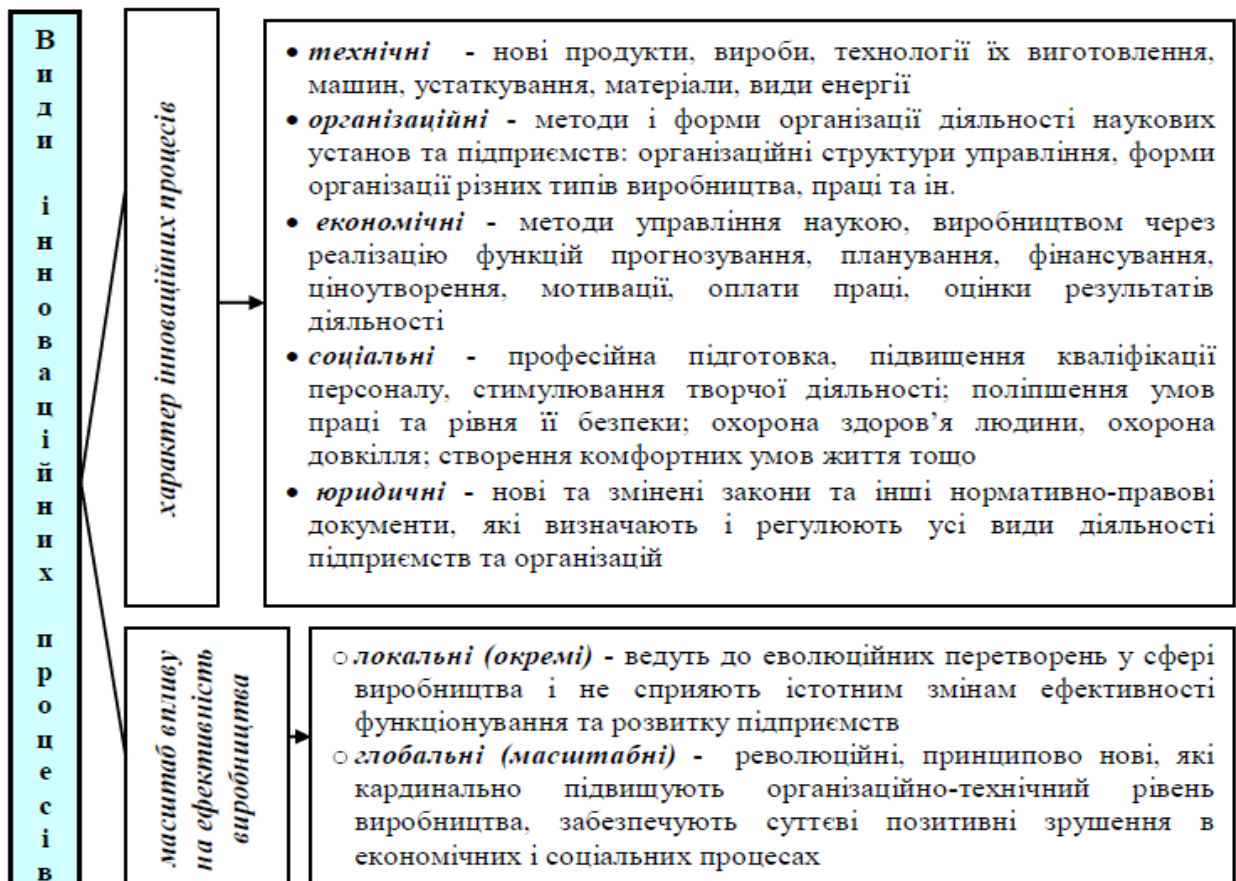 Види інноваційних процесів
характер інноваційних процесів
• технічні - нові продукти, вироби, технології їх виготовлення,
машин, устаткування, матеріали, види енергії
• організаційні - методи і форми організації діяльності наукових
установ та підприємств: організаційні структури управління, форми
організації різних типів виробництва, праці та ін.
• економічні - методи управління наукою, виробництвом через
реалізацію функцій прогнозування, планування, фінансування,
ціноутворення, мотивації, оплати праці, оцінки результатів
діяльності
• соціальні - професійна підготовка, підвищення кваліфікації
персоналу, стимулювання творчої діяльності; поліпшення умов
праці та рівня її безпеки; охорона здоров’я людини, охорона
довкілля; створення комфортних умов життя тощо
• юридичні - нові та змінені закони та інші нормативно-правові
документи, які визначають і регулюють усі види діяльності
підприємств та організацій
масштаб впливу
на ефективність
виробництва
○ локальні (окремі) - ведуть до еволюційних перетворень у сфері
виробництва і не сприяють істотним змінам ефективності
функціонування та розвитку підприємств
○ глобальні (масштабні) - революційні, принципово нові, які
кардинально підвищують організаційно-технічний рівень
виробництва, забезпечують суттєві позитивні зрушення в
економічних і соціальних процесах